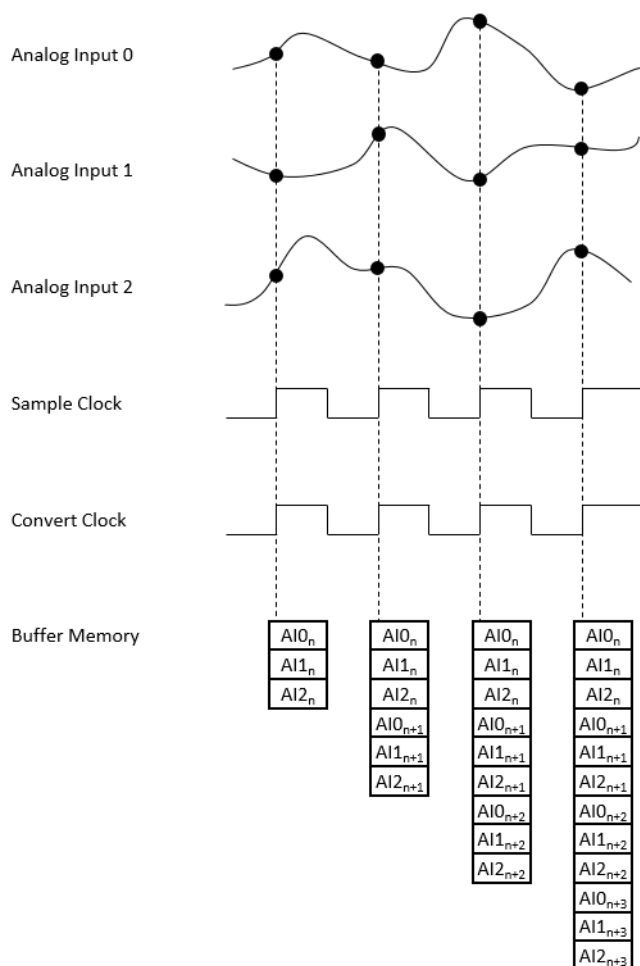 Analog Input 0
Analog Input 1
Analog Input 2
Sample Clock
Convert Clock
Buffer Memory
AI0ₙ AI0ₙ AI0ₙ AI0ₙ
AI1ₙ AI1ₙ AI1ₙ AI1ₙ
AI2ₙ AI2ₙ AI2ₙ AI2ₙ
AI0ₙ₊₁ AI0ₙ₊₁ AI0ₙ₊₁
AI1ₙ₊₁ AI1ₙ₊₁ AI1ₙ₊₁
AI2ₙ₊₁ AI2ₙ₊₁ AI2ₙ₊₁
AI0ₙ₊₂ AI0ₙ₊₂
AI1ₙ₊₂ AI1ₙ₊₂
AI2ₙ₊₂ AI2ₙ₊₂
AI0ₙ₊₃
AI1ₙ₊₃
AI2ₙ₊₃